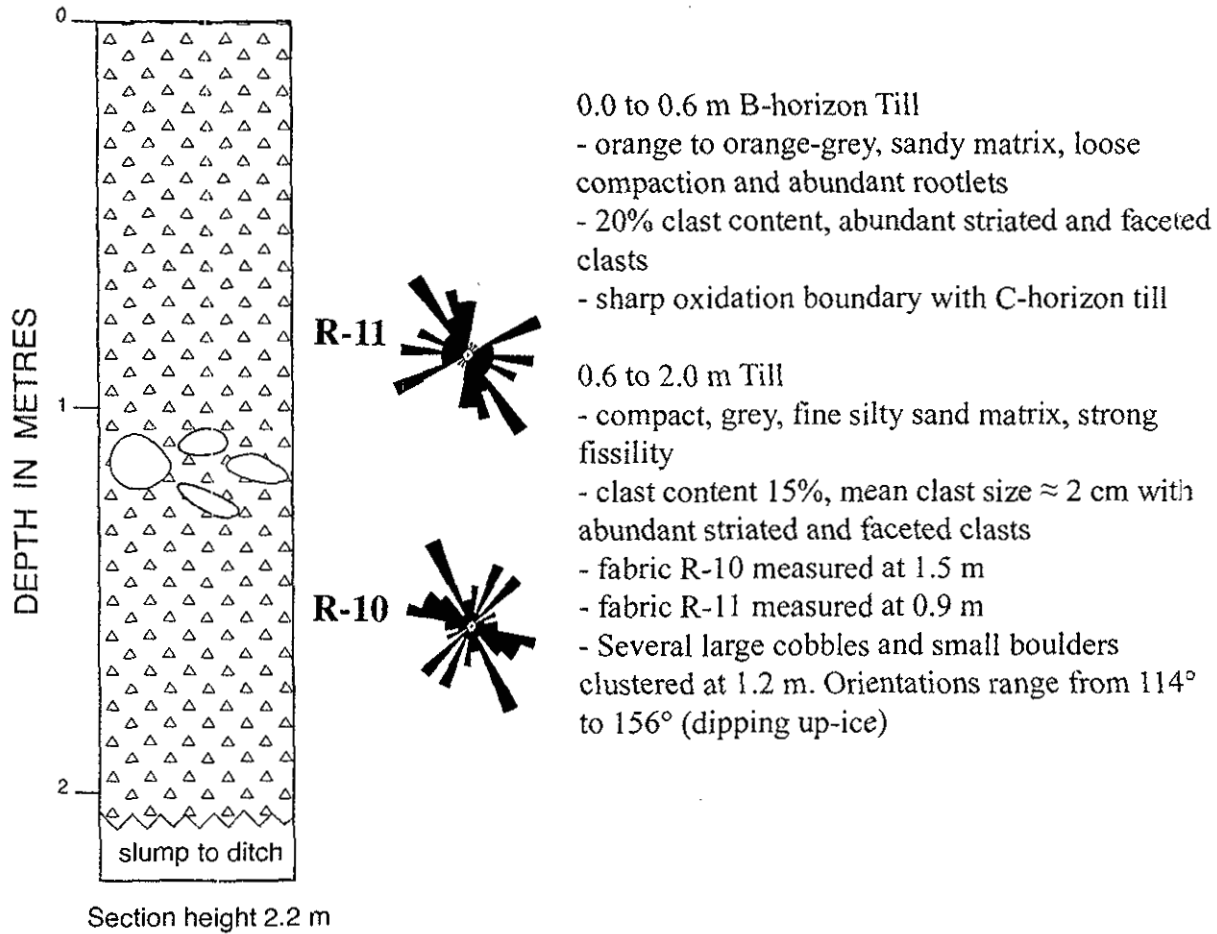 0
1
2
DEPTH IN METRES
slump to ditch
Section height 2.2 m
R-11
R-10
0.0 to 0.6 m B-horizon Till
- orange to orange-grey, sandy matrix, loose
compaction and abundant rootlets
- 20% clast content, abundant striated and faceted
clasts
- sharp oxidation boundary with C-horizon till
0.6 to 2.0 m Till
- compact, grey, fine silty sand matrix, strong
fissility
- clast content 15%, mean clast size ≈ 2 cm with
abundant striated and faceted clasts
- fabric R-10 measured at 1.5 m
- fabric R-11 measured at 0.9 m
- Several large cobbles and small boulders
clustered at 1.2 m. Orientations range from 114°
to 156° (dipping up-ice)